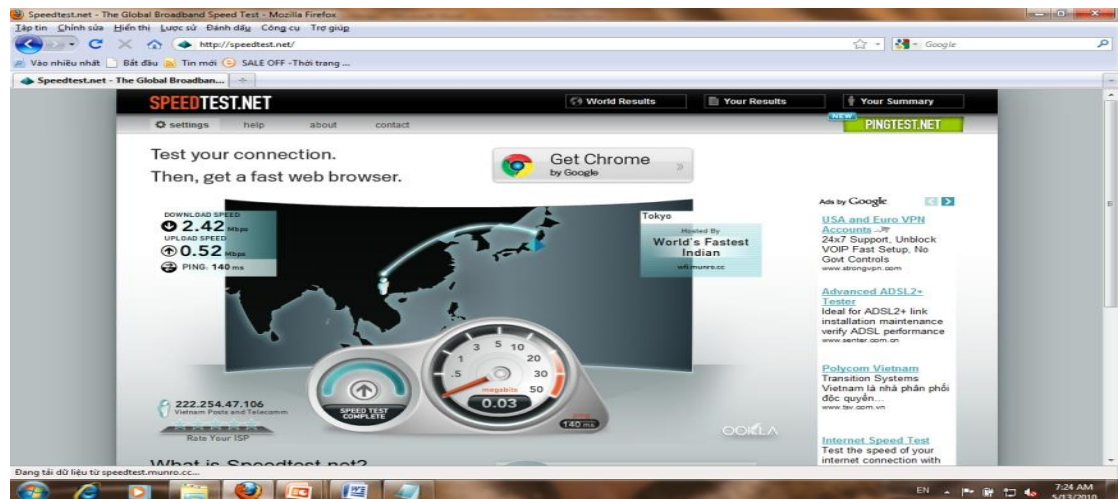 Speedtest.net - The Global Broadband Speed Test - Mozilla Firefox
Tập tin Chỉnh sửa Hiển thị Lược sử Đánh dấu Công cụ Trợ giúp
http://speedtest.net/
Google
Vào nhiều nhất Bắt đầu Tin mới SALE OFF -Thời trang ...
Speedtest.net - The Global Broadban...
SPEEDTEST.NET
World Results
Your Results
Your Summary
settings help about contact
NEW
PINGTEST.NET
Test your connection.
Then, get a fast web browser.
Get Chrome
by Google
DOWNLOAD SPEED
2.42 Mbps
UPLOAD SPEED
0.52 Mbps
PING: 140 ms
Tokyo
Hosted By
World's Fastest
Indian
wfi.munro.cc
.5 1 3 5 10 20 30 50
megabits
0.03
ping
140 ms
SPEED TEST
COMPLETE
222.254.47.106
Vietnam Posts and Telecomm
Rate Your ISP
OOKLA
What is Speedtest.net?
Ads by Google
USA and Euro VPN
Accounts
24x7 Support, Unblock
VOIP Fast Setup, No
Govt Controls
www.strongvpn.com
Advanced ADSL2+
Tester
Ideal for ADSL2+ link
installation maintenance
verify ADSL performance
www.senter.com.cn
Polycom Vietnam
Transition Systems
Vietnam là nhà phân phối
độc quyền...
www.tsv.com.vn
Internet Speed Test
Test the speed of your
internet connection with
Đang tải dữ liệu từ speedtest.munro.cc...
EN
7:24 AM
5/13/2010